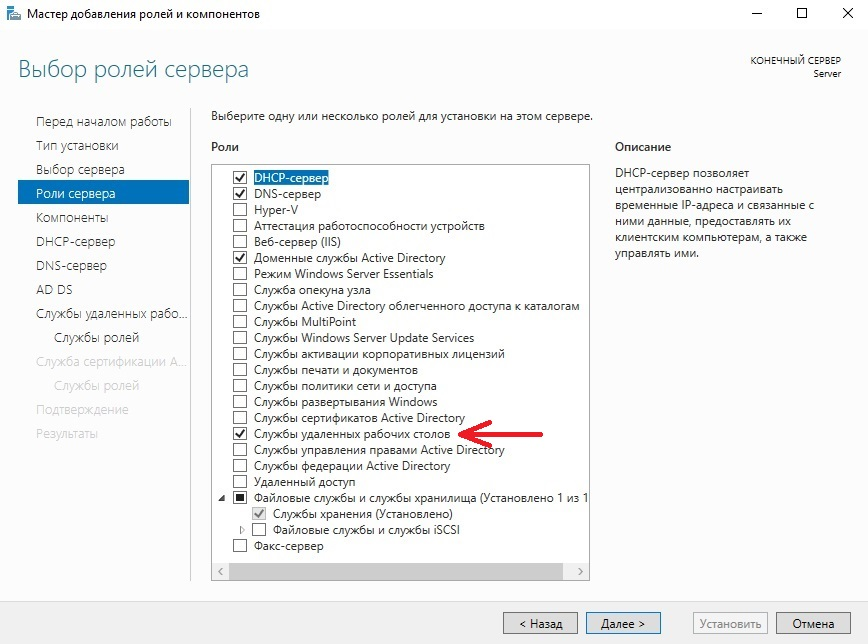 Мастер добавления ролей и компонентов
Выбор ролей сервера
КОНЕЧНЫЙ СЕРВЕР
Server
Перед началом работы
Тип установки
Выбор сервера
Роли сервера
Компоненты
DHCP-сервер
DNS-сервер
AD DS
Службы удаленных рабо...
Службы ролей
Служба сертификации A...
Службы ролей
Подтверждение
Результаты
Выберите одну или несколько ролей для установки на этом сервере.
Роли
DHCP-сервер
DNS-сервер
Hyper-V
Аттестация работоспособности устройств
Веб-сервер (IIS)
Доменные службы Active Directory
Режим Windows Server Essentials
Служба опекуна узла
Службы Active Directory облегченного доступа к каталогам
Службы MultiPoint
Службы Windows Server Update Services
Службы активации корпоративных лицензий
Службы печати и документов
Службы политики сети и доступа
Службы развертывания Windows
Службы сертификатов Active Directory
Службы удаленных рабочих столов
Службы управления правами Active Directory
Службы федерации Active Directory
Удаленный доступ
Файловые службы и службы хранилища (Установлено 1 из 1
Службы хранения (Установлено)
Файловые службы и службы iSCSI
Факс-сервер
Описание
DHCP-сервер позволяет
централизованно настраивать
временные IP-адреса и связанные с
ними данные, предоставлять их
клиентским компьютерам, а также
управлять ими.
< Назад
Далее >
Установить
Отмена